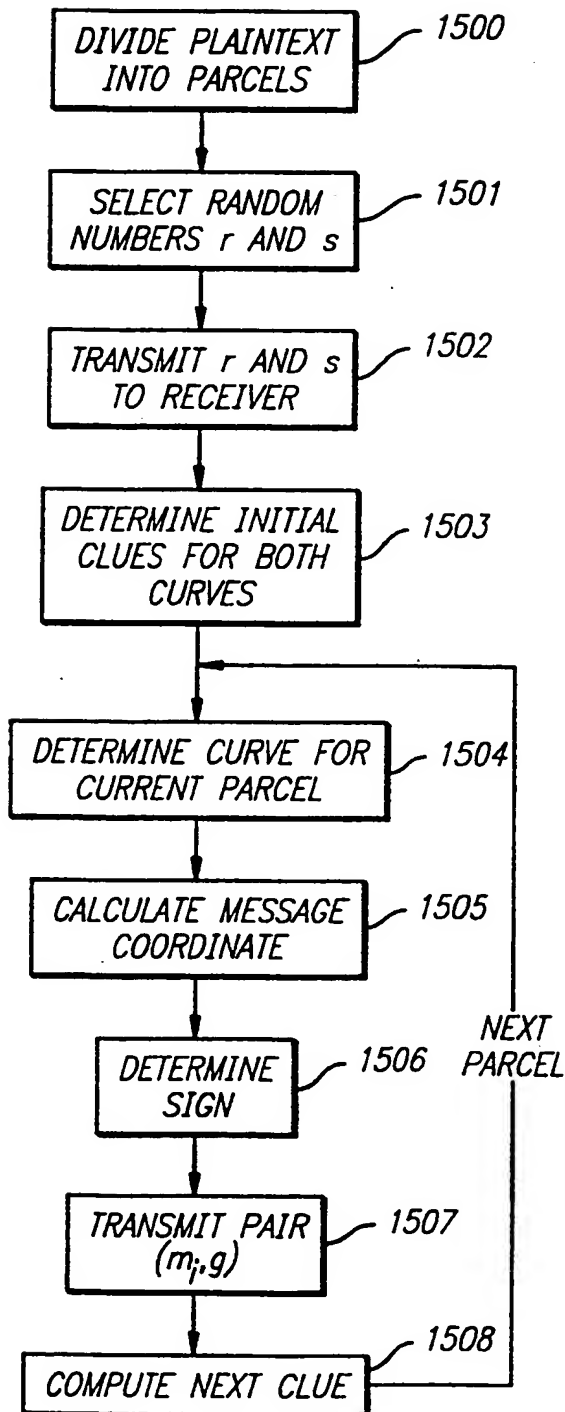 DIVIDE PLAINTEXT
INTO PARCELS
1500
SELECT RANDOM
NUMBERS r AND s
1501
TRANSMIT r AND s
TO RECEIVER
1502
DETERMINE INITIAL
CLUES FOR BOTH
CURVES
1503
DETERMINE CURVE FOR
CURRENT PARCEL
1504
CALCULATE MESSAGE
COORDINATE
1505
DETERMINE
SIGN
1506
NEXT
PARCEL
TRANSMIT PAIR
(mi,g)
1507
COMPUTE NEXT CLUE
1508